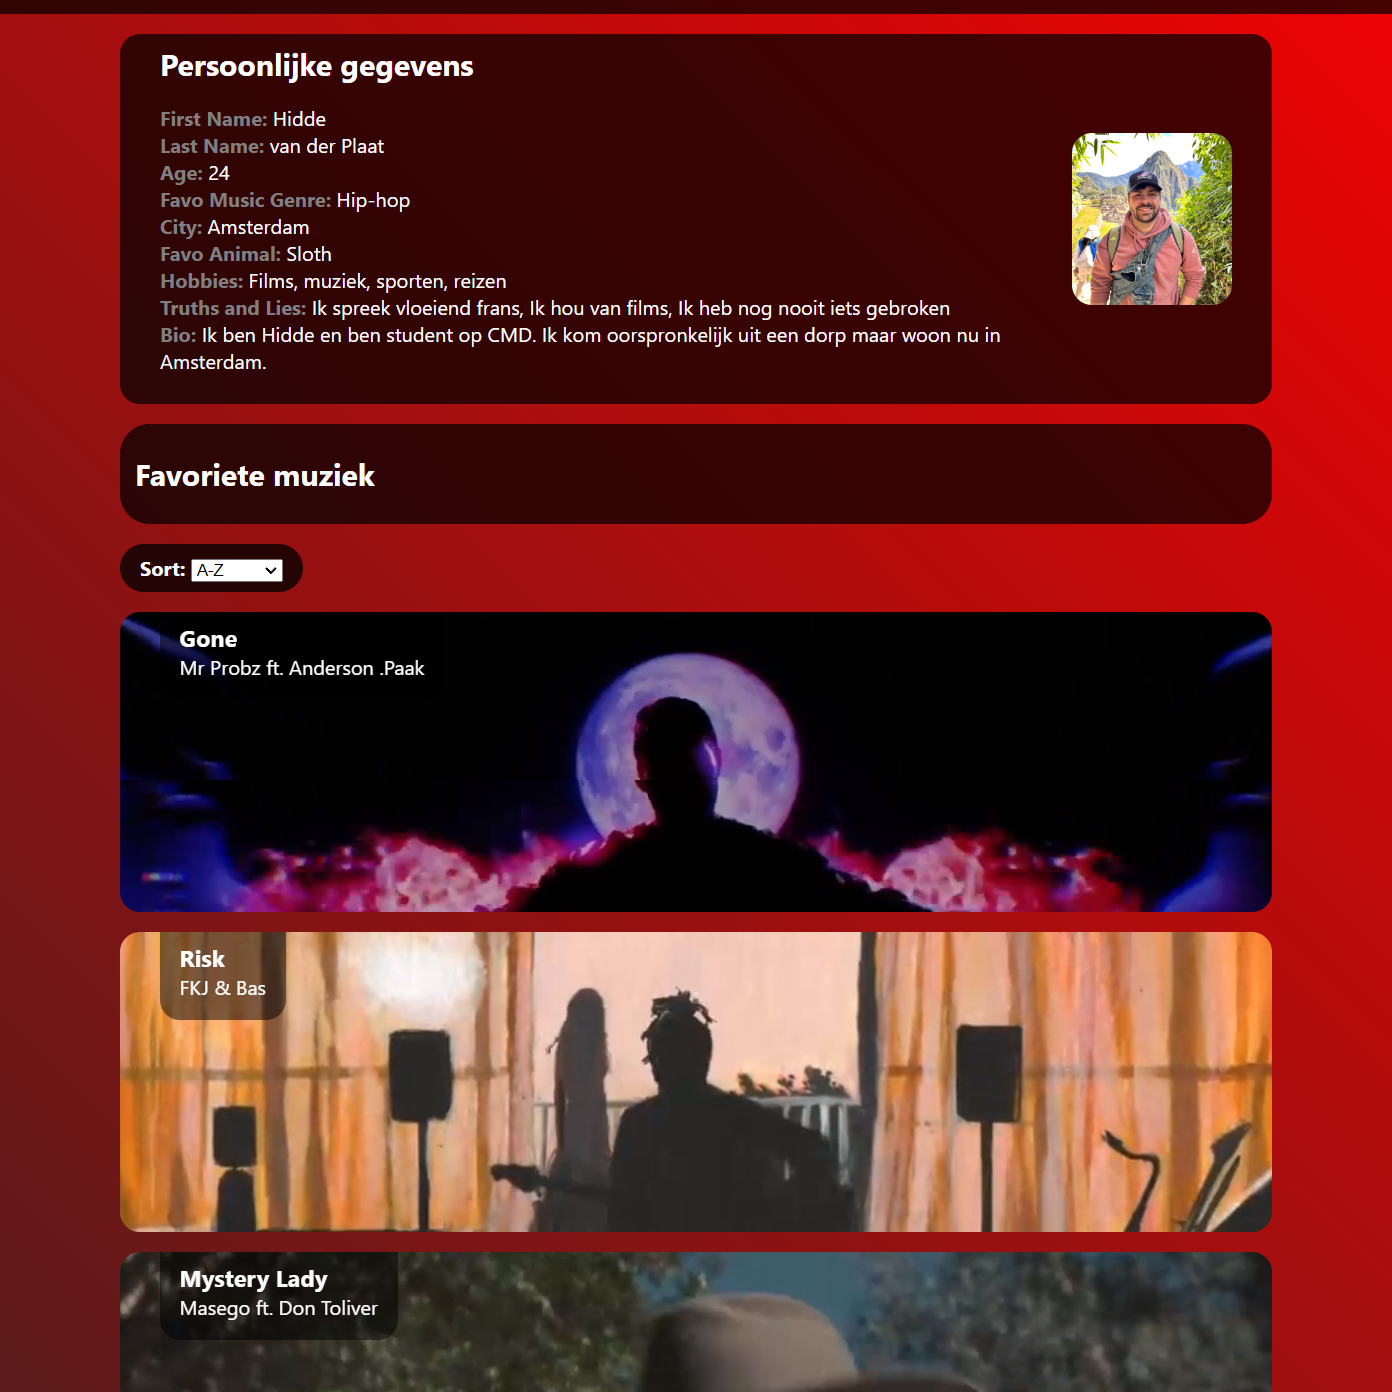 Persoonlijke gegevens
First Name: Hidde
Last Name: van der Plaat
Age: 24
Favo Music Genre: Hip-hop
City: Amsterdam
Favo Animal: Sloth
Hobbies: Films, muziek, sporten, reizen
Truths and Lies: Ik spreek vloeiend frans, Ik hou van films, Ik heb nog nooit iets gebroken
Bio: Ik ben Hidde en ben student op CMD. Ik kom oorspronkelijk uit een dorp maar woon nu in
Amsterdam.
Favoriete muziek
Sort: A-Z
Gone
Mr Probz ft. Anderson .Paak
Risk
FKJ & Bas
Mystery Lady
Masego ft. Don Toliver